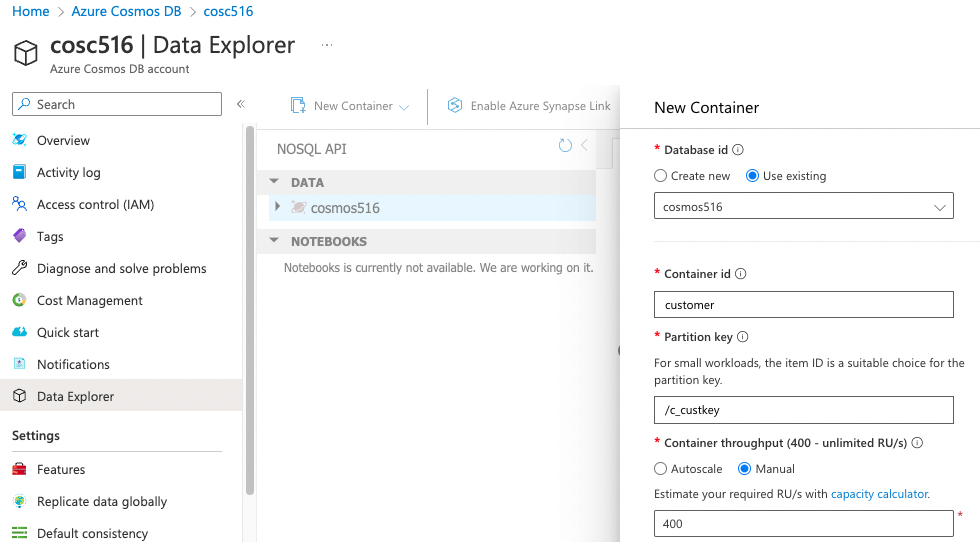 Home > Azure Cosmos DB > cosc516
cosc516 | Data Explorer ...
Azure Cosmos DB account
Search
«
Overview
Activity log
Access control (IAM)
Tags
Diagnose and solve problems
Cost Management
Quick start
Notifications
Data Explorer
Settings
Features
Replicate data globally
Default consistency
New Container
Enable Azure Synapse Link
NOSQL API
DATA
cosmos516
NOTEBOOKS
Notebooks is currently not available. We are working on it.
New Container
* Database id
Create new Use existing
cosmos516
* Container id
customer
* Partition key
For small workloads, the item ID is a suitable choice for the
partition key.
/c_custkey
* Container throughput (400 - unlimited RU/s)
Autoscale Manual
Estimate your required RU/s with capacity calculator.
400 *